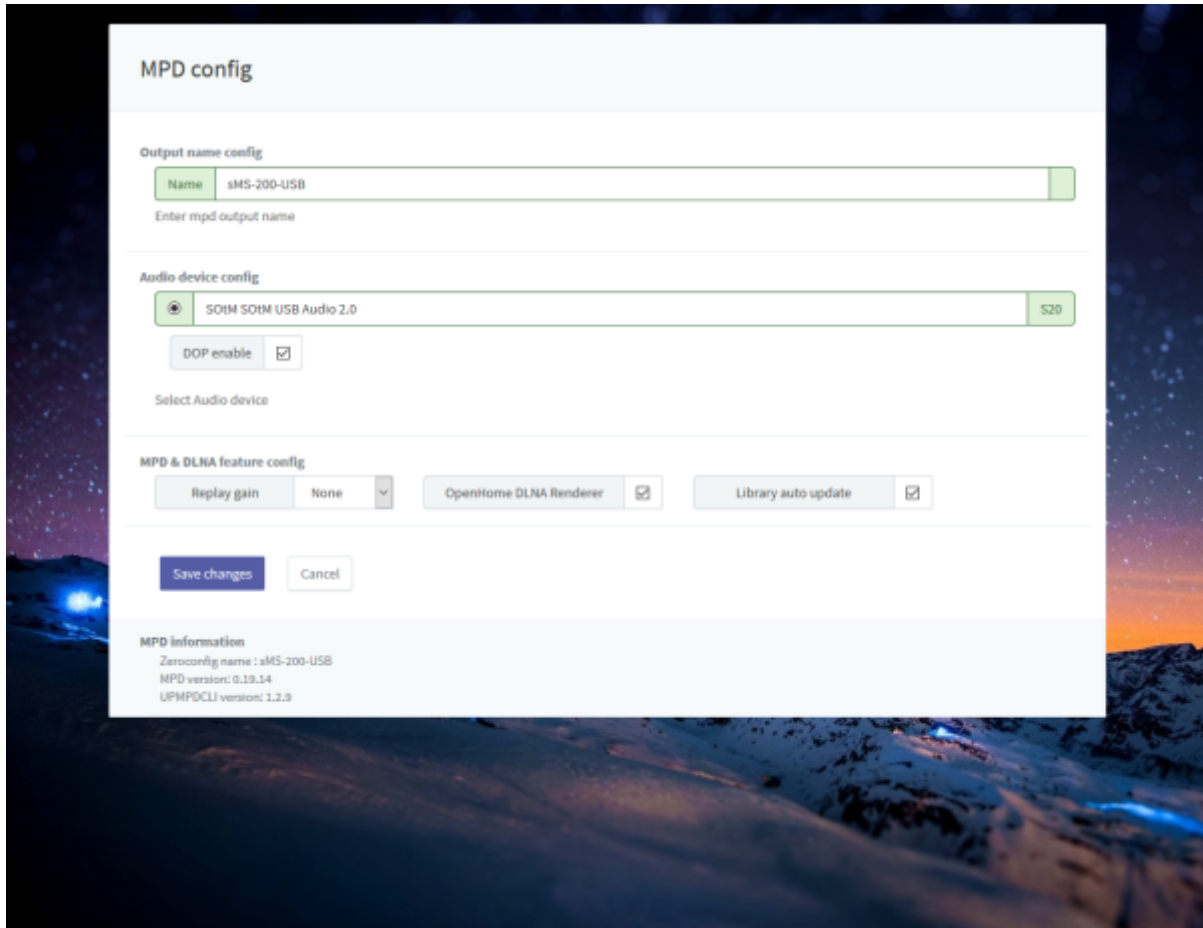 MPD config
Output name config
Name sMS-200-USB
Enter mpd output name
Audio device config
SOtM SOtM USB Audio 2.0 S20
DOP enable
Select Audio device
MPD & DLNA feature config
Replay gain None OpenHome DLNA Renderer Library auto update
Save changes Cancel
MPD information
Zeroconfig name : sMS-200-USB
MPD version: 0.19.14
UPMPDCLI version: 1.2.9